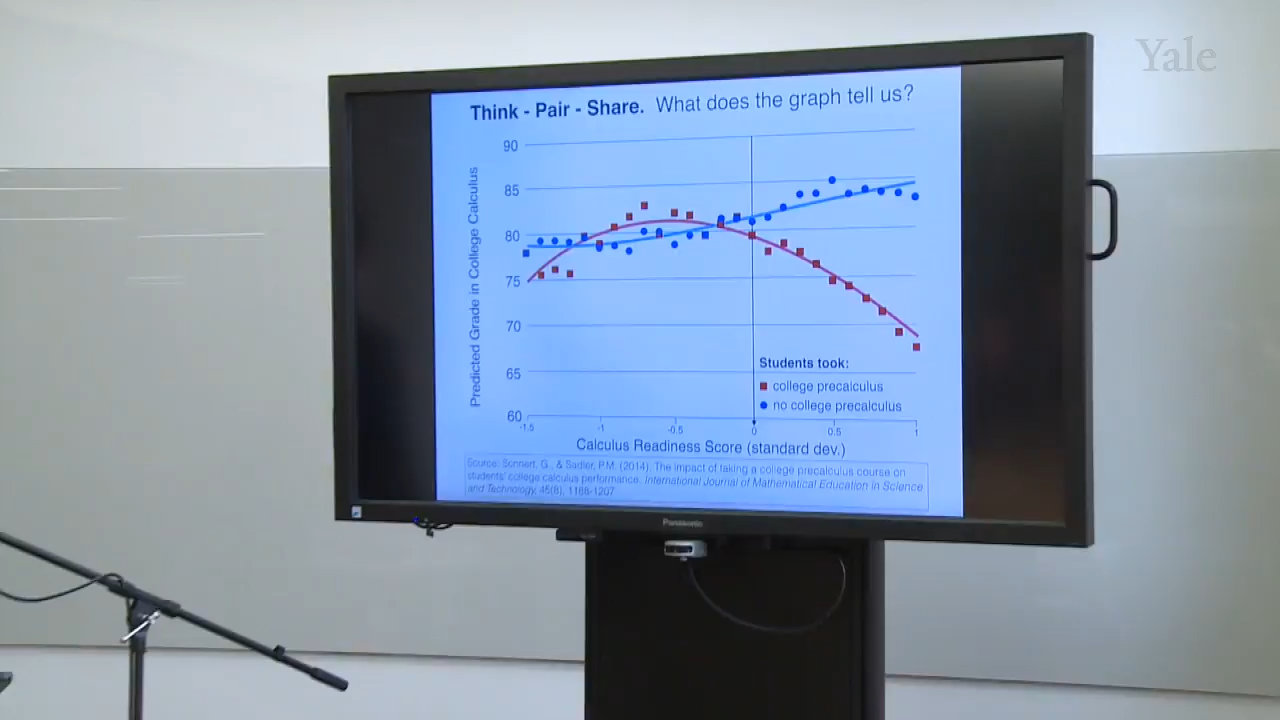 Yale
Think - Pair - Share. What does the graph tell us?
Predicted Grade in College Calculus
90
85
80
75
70
65
60
-1.5 -1 -0.5 0 0.5 1
Students took:
college precalculus
no college precalculus
Calculus Readiness Score (standard dev.)
Source: Sonnert, G., & Sadler, P.M. (2014). The impact of taking a college precalculus course on
students' college calculus performance. International Journal of Mathematical Education in Science
and Technology, 45(8), 1188-1207
Panasonic